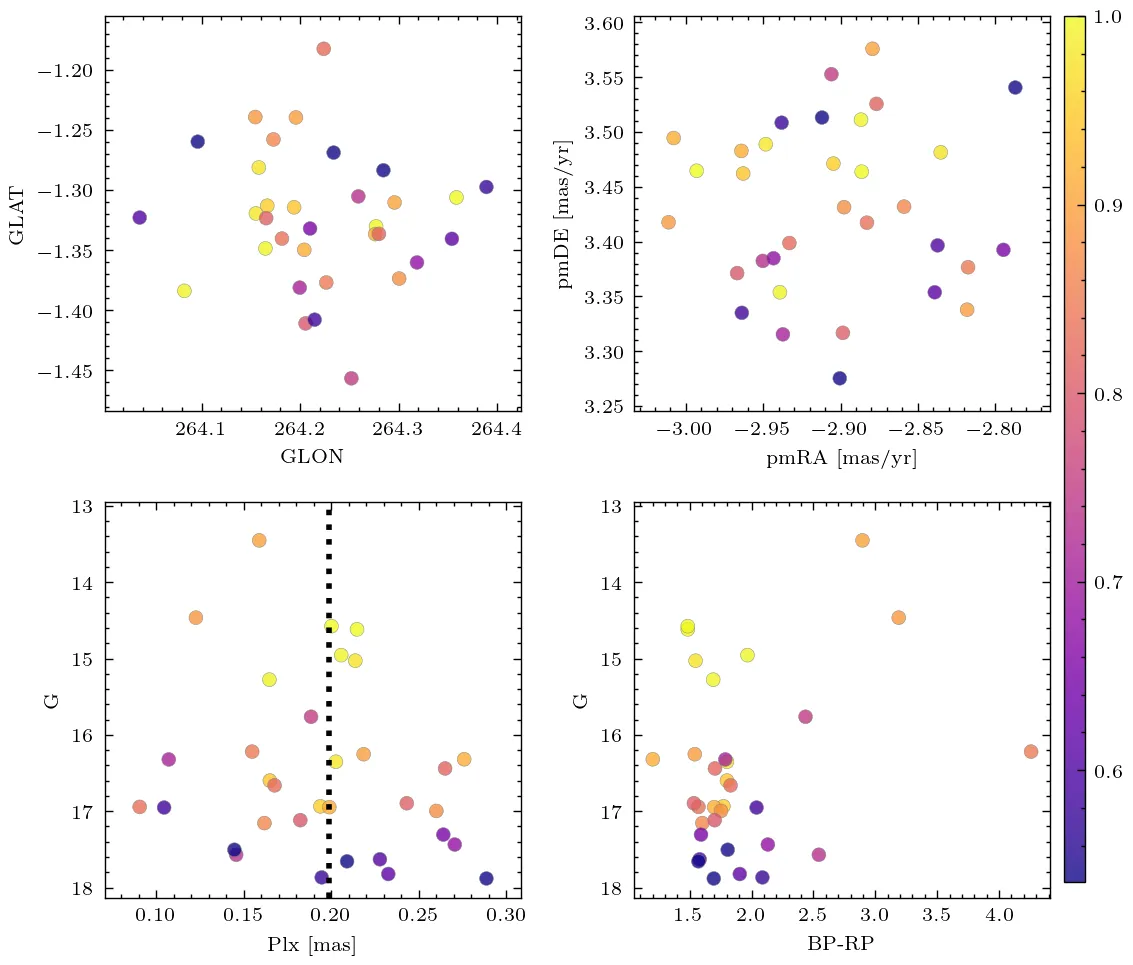 −1.20
−1.25
−1.30
−1.35
−1.40
−1.45
GLAT
264.1 264.2 264.3 264.4
GLON
3.60
3.55
3.50
3.45
3.40
3.35
3.30
3.25
pmDE [mas/yr]
−3.00 −2.95 −2.90 −2.85 −2.80
pmRA [mas/yr]
1.0
0.9
0.8
0.7
0.6
13
14
15
16
17
18
G
0.10 0.15 0.20 0.25 0.30
Plx [mas]
13
14
15
16
17
18
G
1.5 2.0 2.5 3.0 3.5 4.0
BP-RP